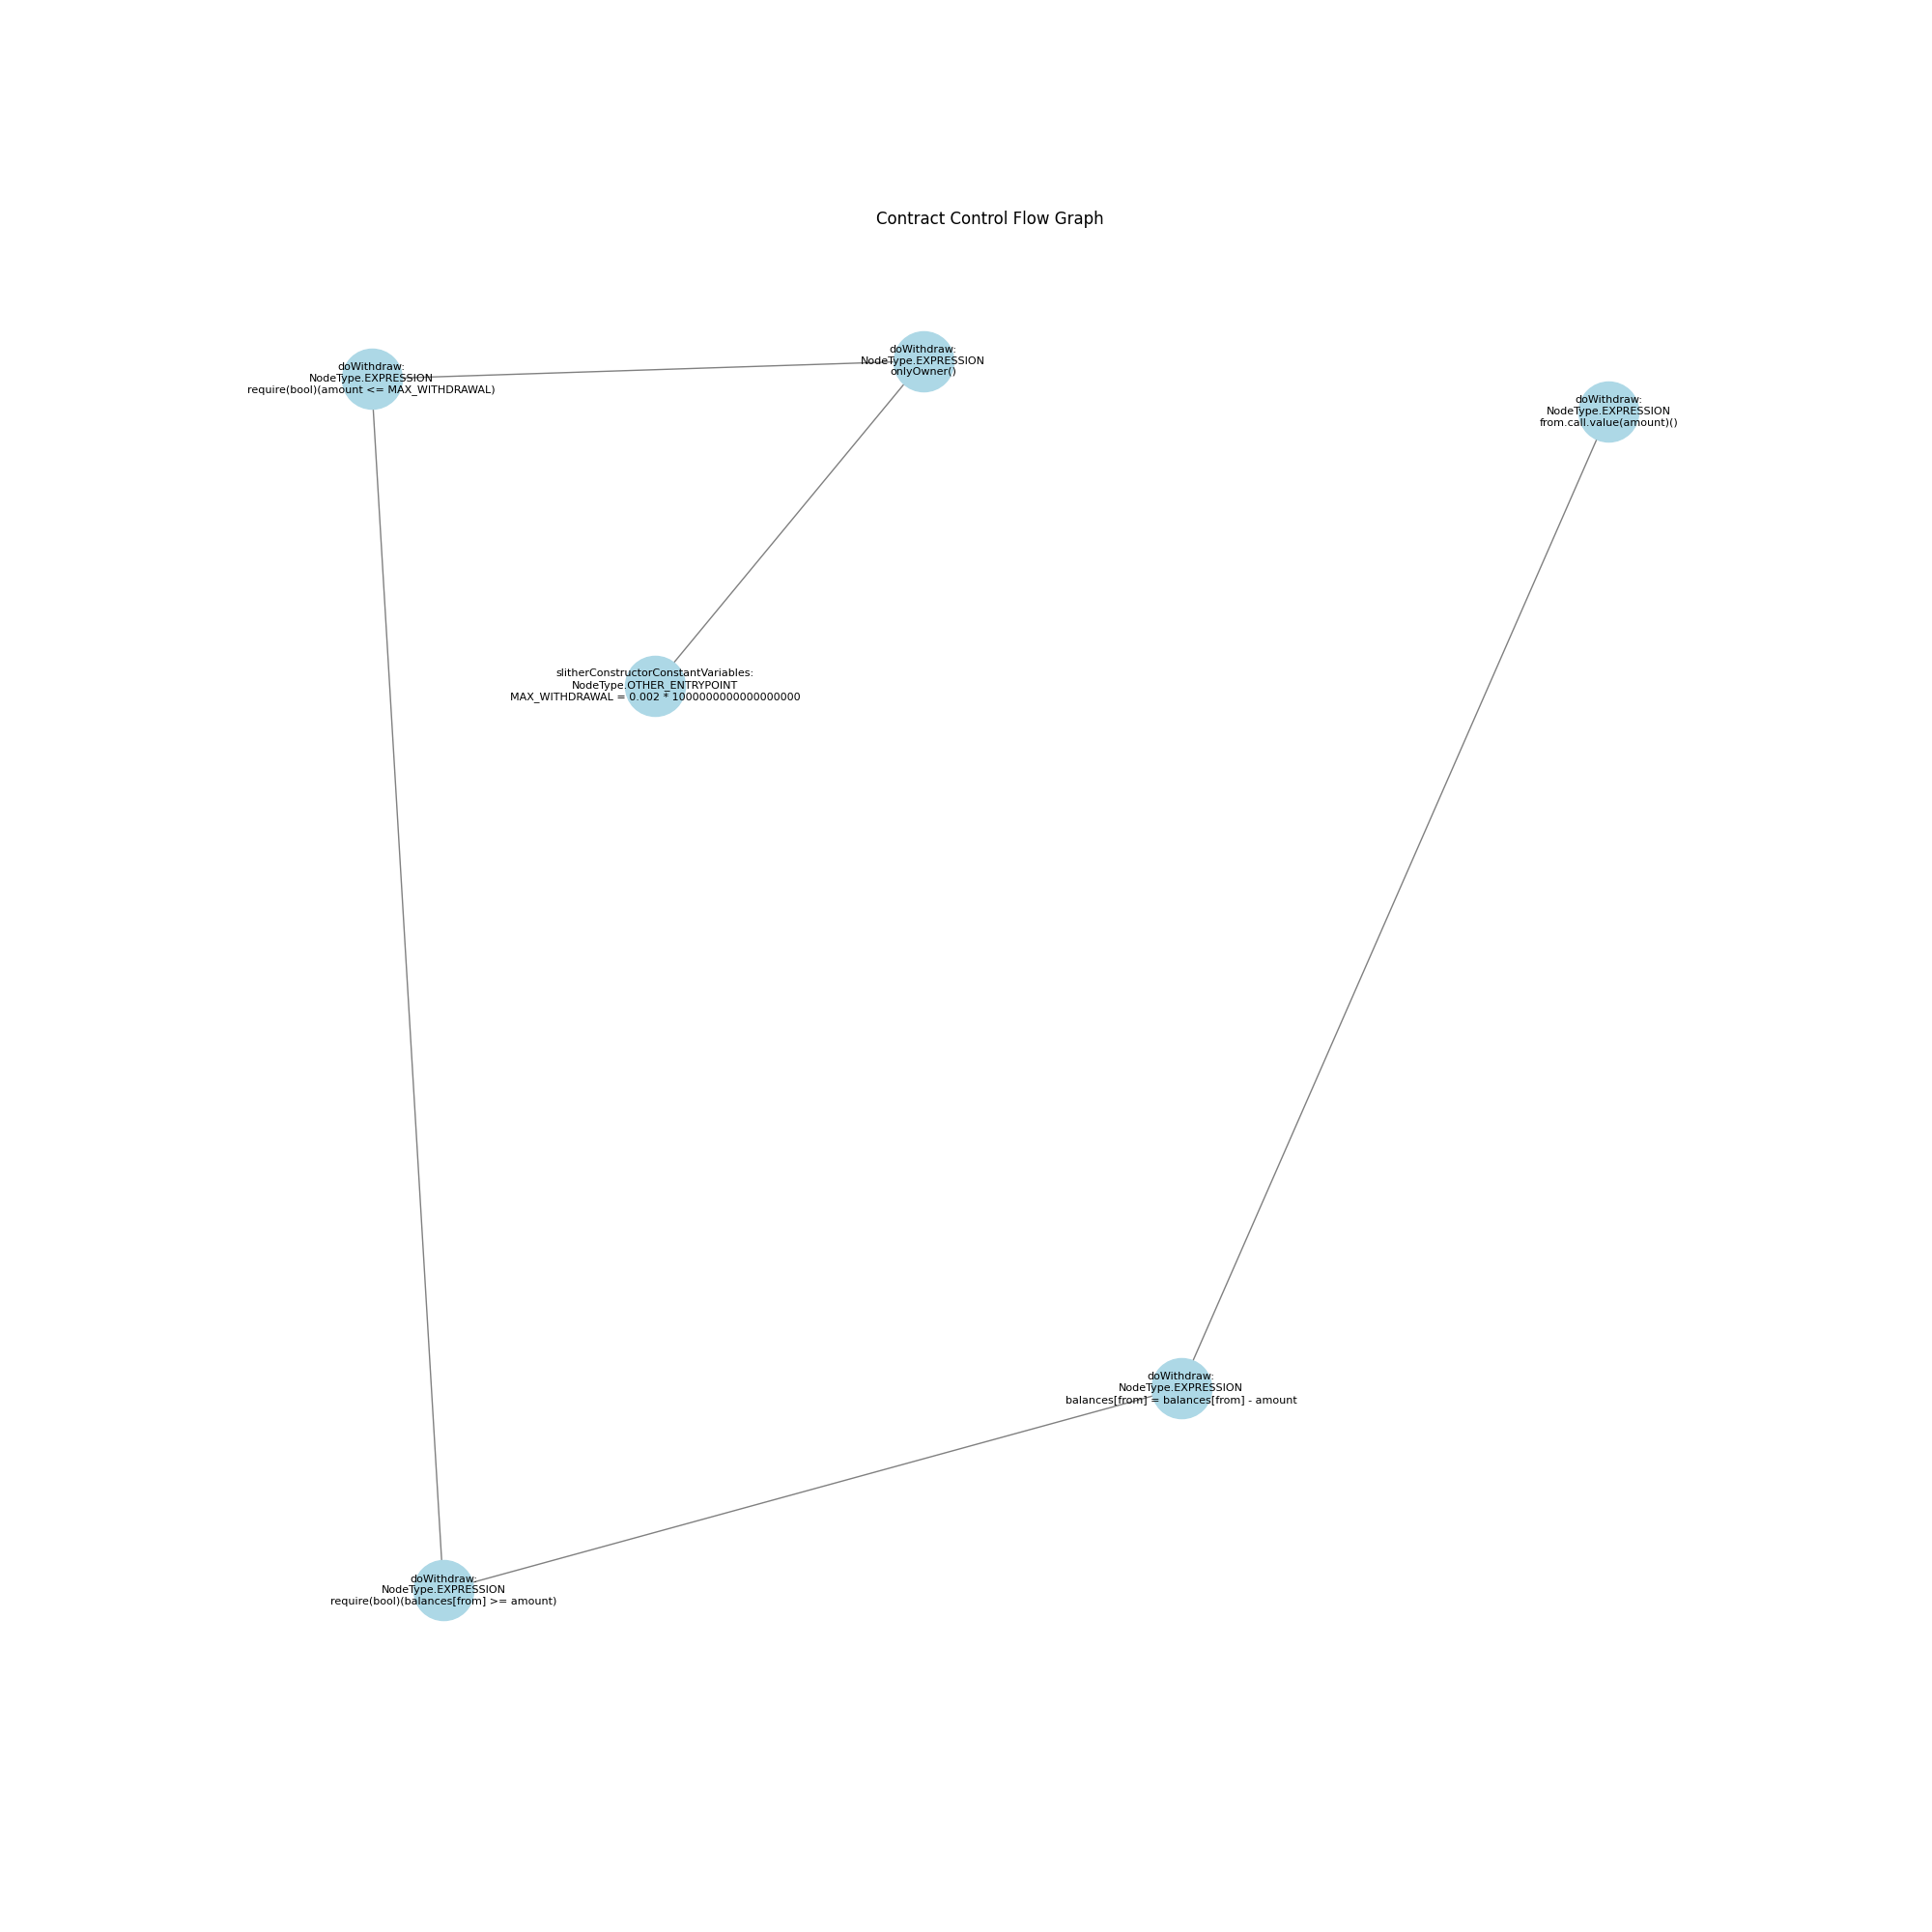 Contract Control Flow Graph
doWithdraw:
NodeType.EXPRESSION
onlyOwner()
doWithdraw:
NodeType.EXPRESSION
require(bool)(amount <= MAX_WITHDRAWAL)
doWithdraw:
NodeType.EXPRESSION
from.call.value(amount)()
slitherConstructorConstantVariables:
NodeType.OTHER_ENTRYPOINT
MAX_WITHDRAWAL = 0.002 * 1000000000000000000
doWithdraw:
NodeType.EXPRESSION
balances[from] = balances[from] - amount
doWithdraw:
NodeType.EXPRESSION
require(bool)(balances[from] >= amount)